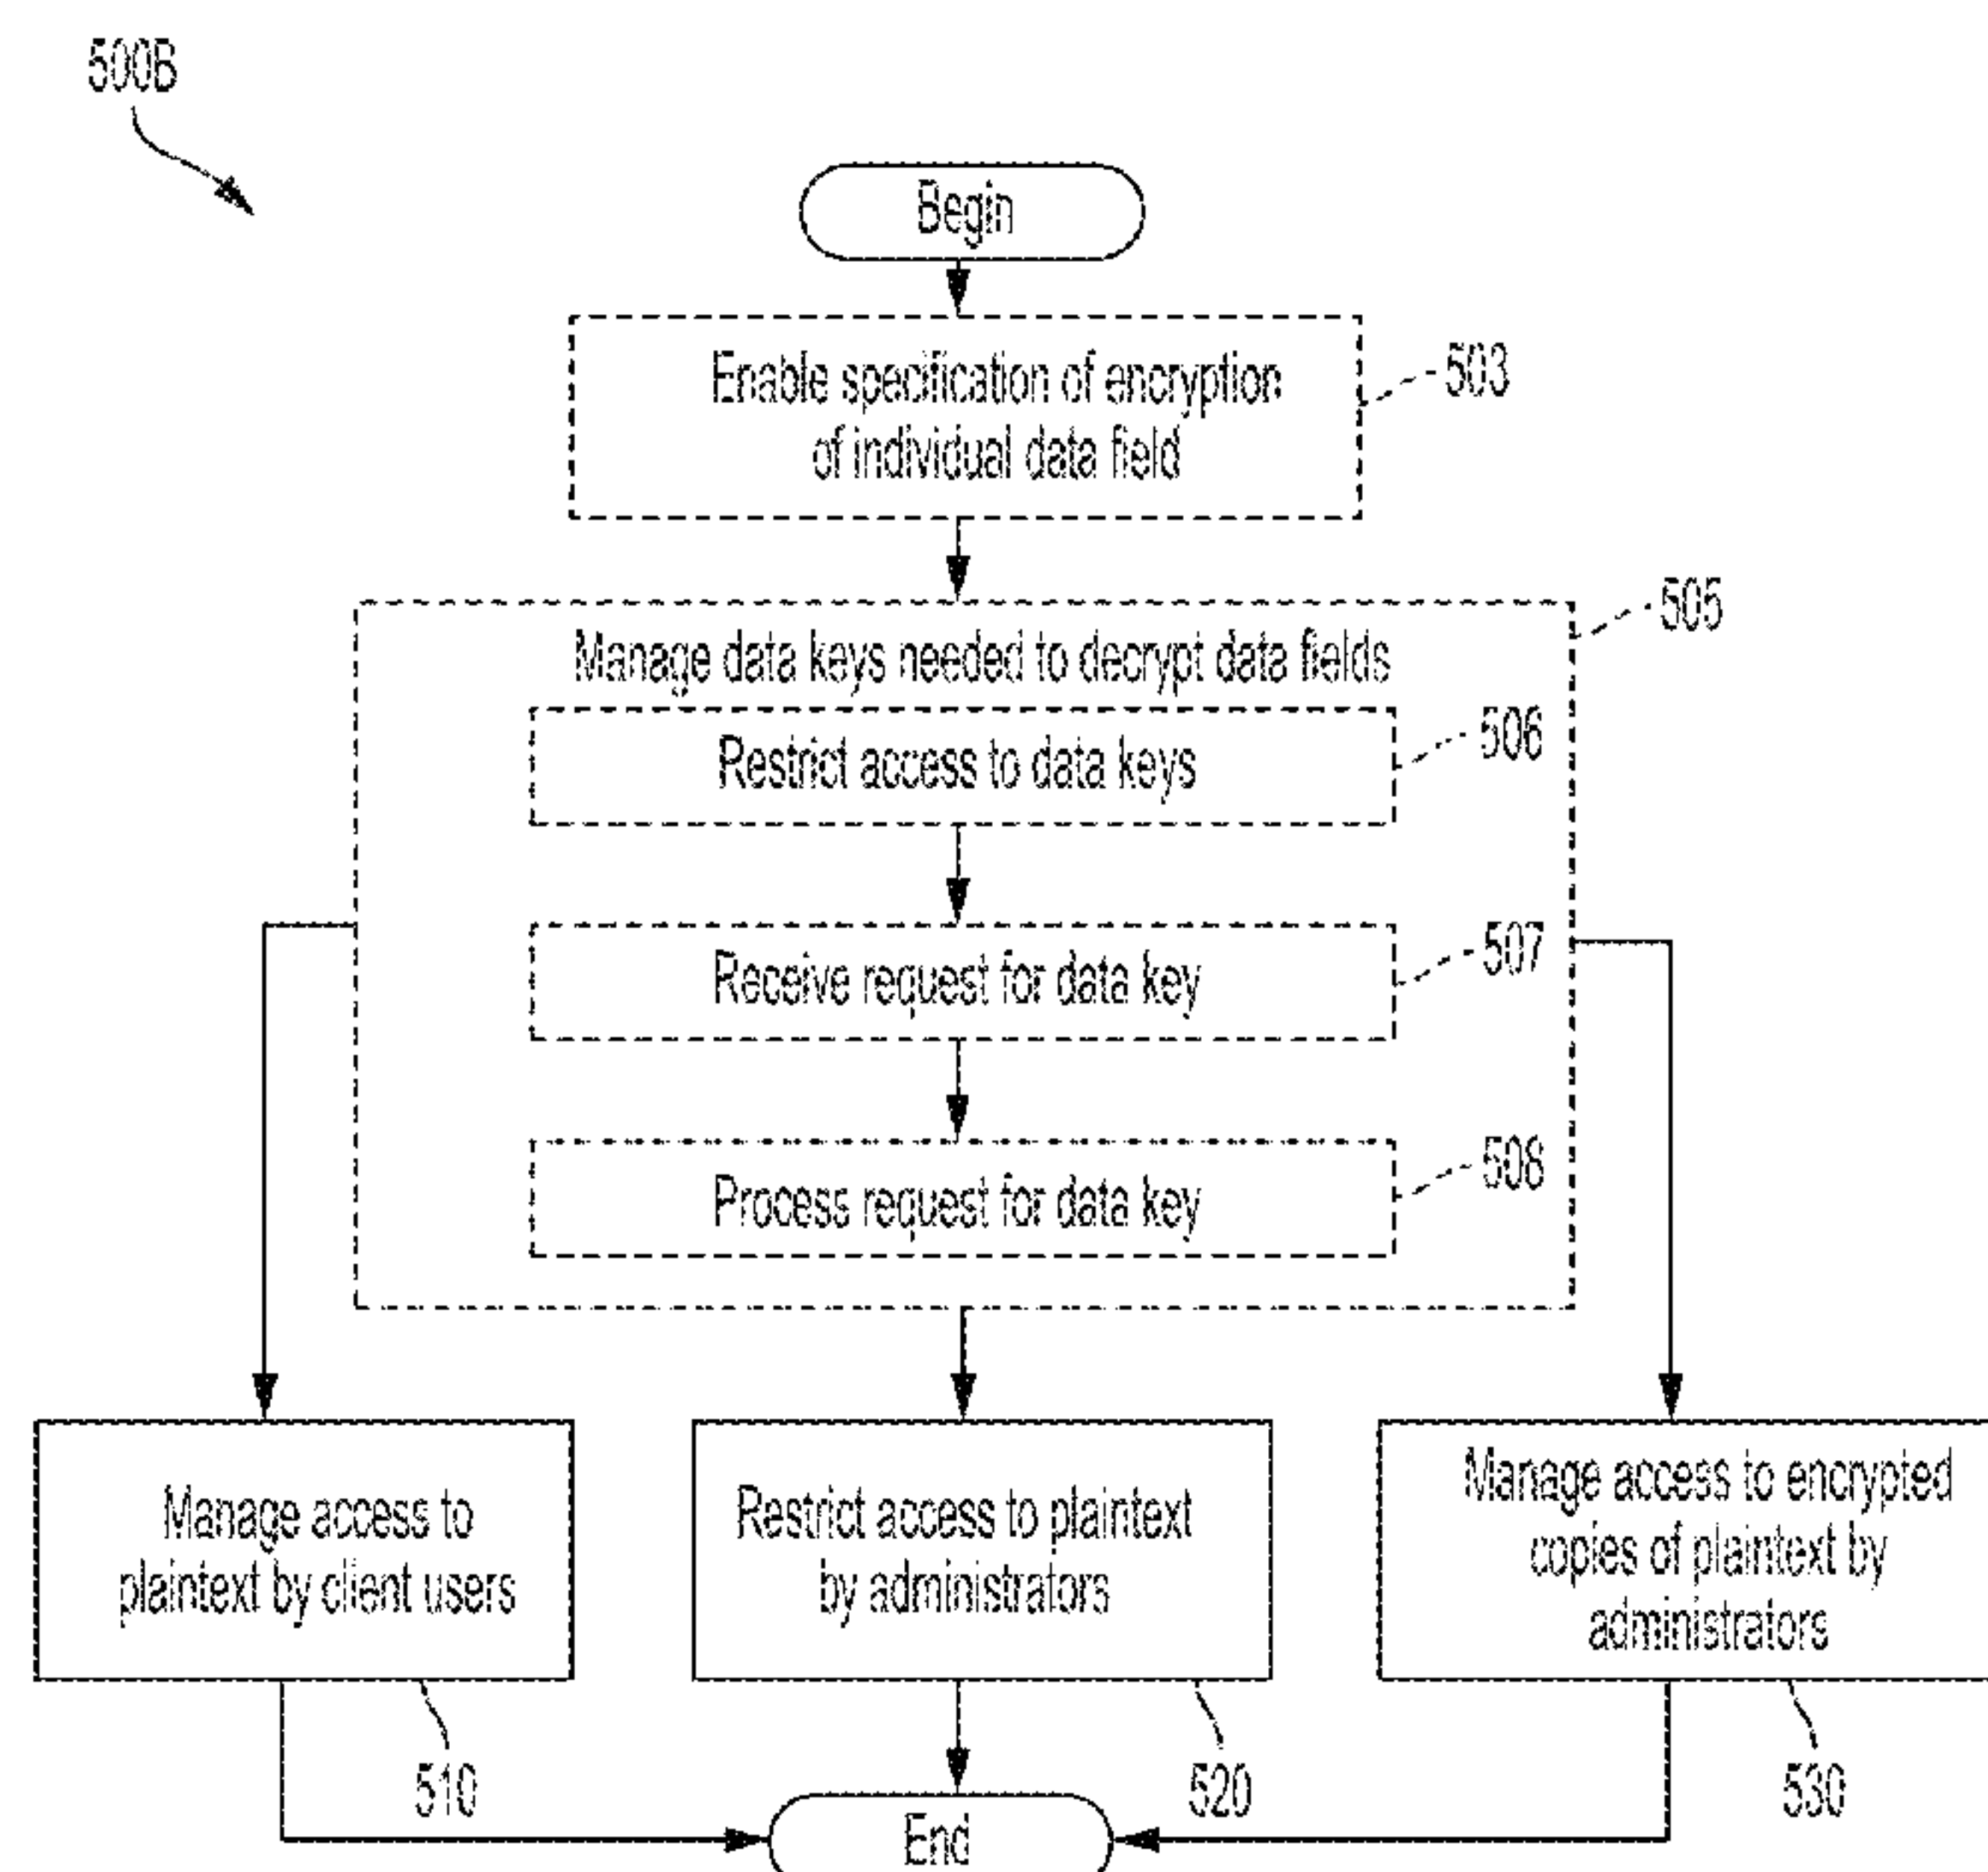 500B
Begin
Enable specification of encryption
of individual data field
503
505
Manage data keys needed to decrypt data fields
Restrict access to data keys
506
Receive request for data key
507
Process request for data key
508
Manage access to
plaintext by client users
Restrict access to plaintext
by administrators
Manage access to encrypted
copies of plaintext by
administrators
510
520
530
End